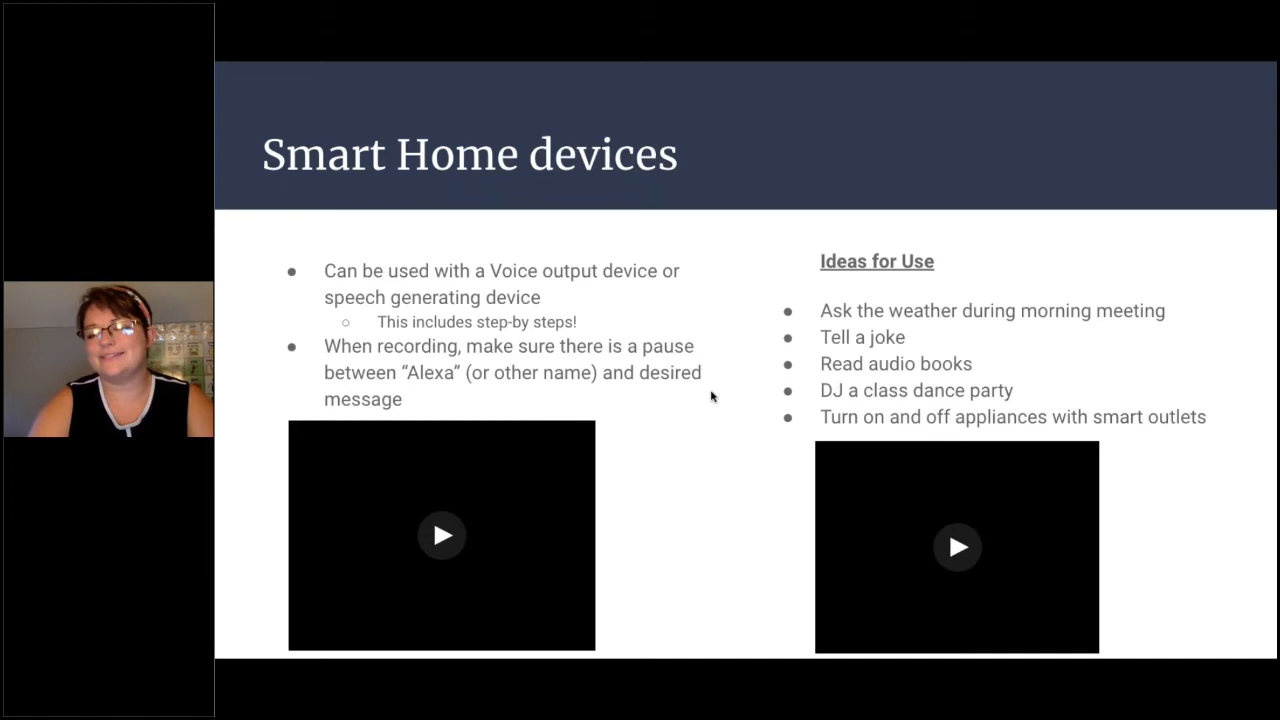 Smart Home devices
● Can be used with a Voice output device or
speech generating device
○ This includes step-by steps!
● When recording, make sure there is a pause
between “Alexa” (or other name) and desired
message
Ideas for Use
● Ask the weather during morning meeting
● Tell a joke
● Read audio books
● DJ a class dance party
● Turn on and off appliances with smart outlets